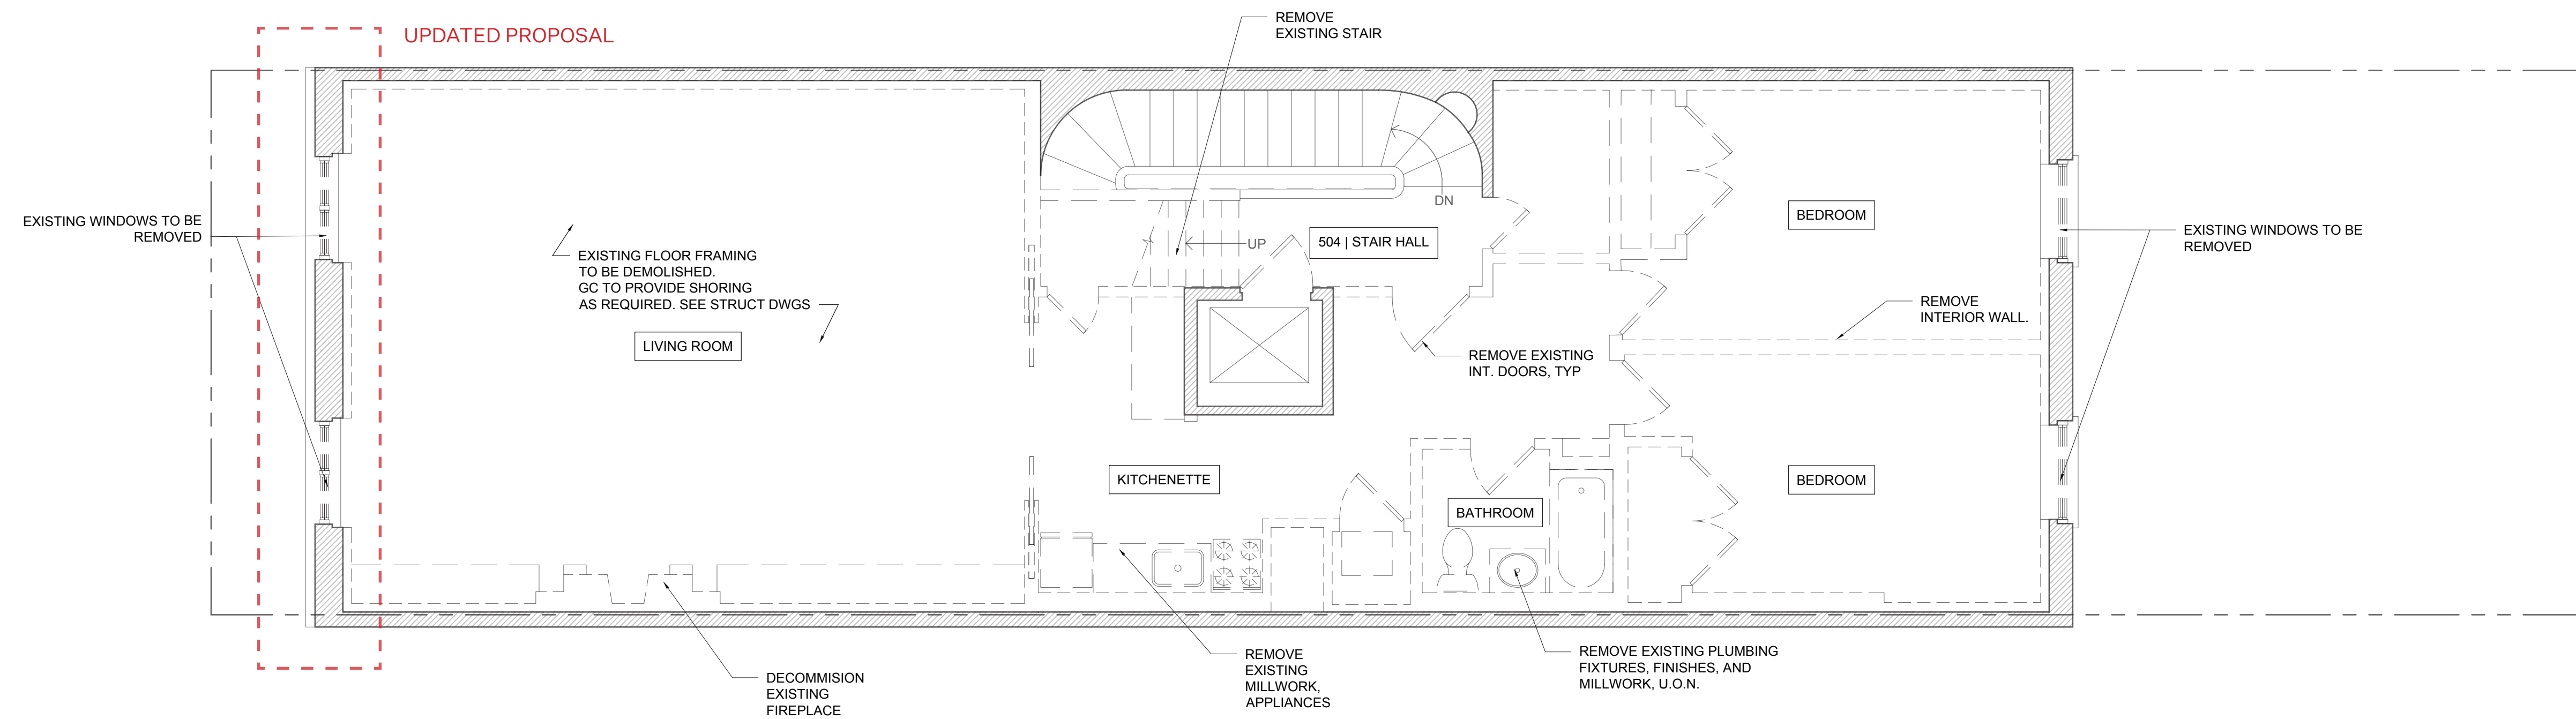 UPDATED PROPOSAL
REMOVE
EXISTING STAIR
EXISTING WINDOWS TO BE
REMOVED
EXISTING FLOOR FRAMING
TO BE DEMOLISHED.
GC TO PROVIDE SHORING
AS REQUIRED. SEE STRUCT DWGS
LIVING ROOM
DN
UP
504 | STAIR HALL
BEDROOM
EXISTING WINDOWS TO BE
REMOVED
REMOVE
INTERIOR WALL.
REMOVE EXISTING
INT. DOORS, TYP
KITCHENETTE
BATHROOM
BEDROOM
DECOMMISION
EXISTING
FIREPLACE
REMOVE
EXISTING
MILLWORK,
APPLIANCES
REMOVE EXISTING PLUMBING
FIXTURES, FINISHES, AND
MILLWORK, U.O.N.